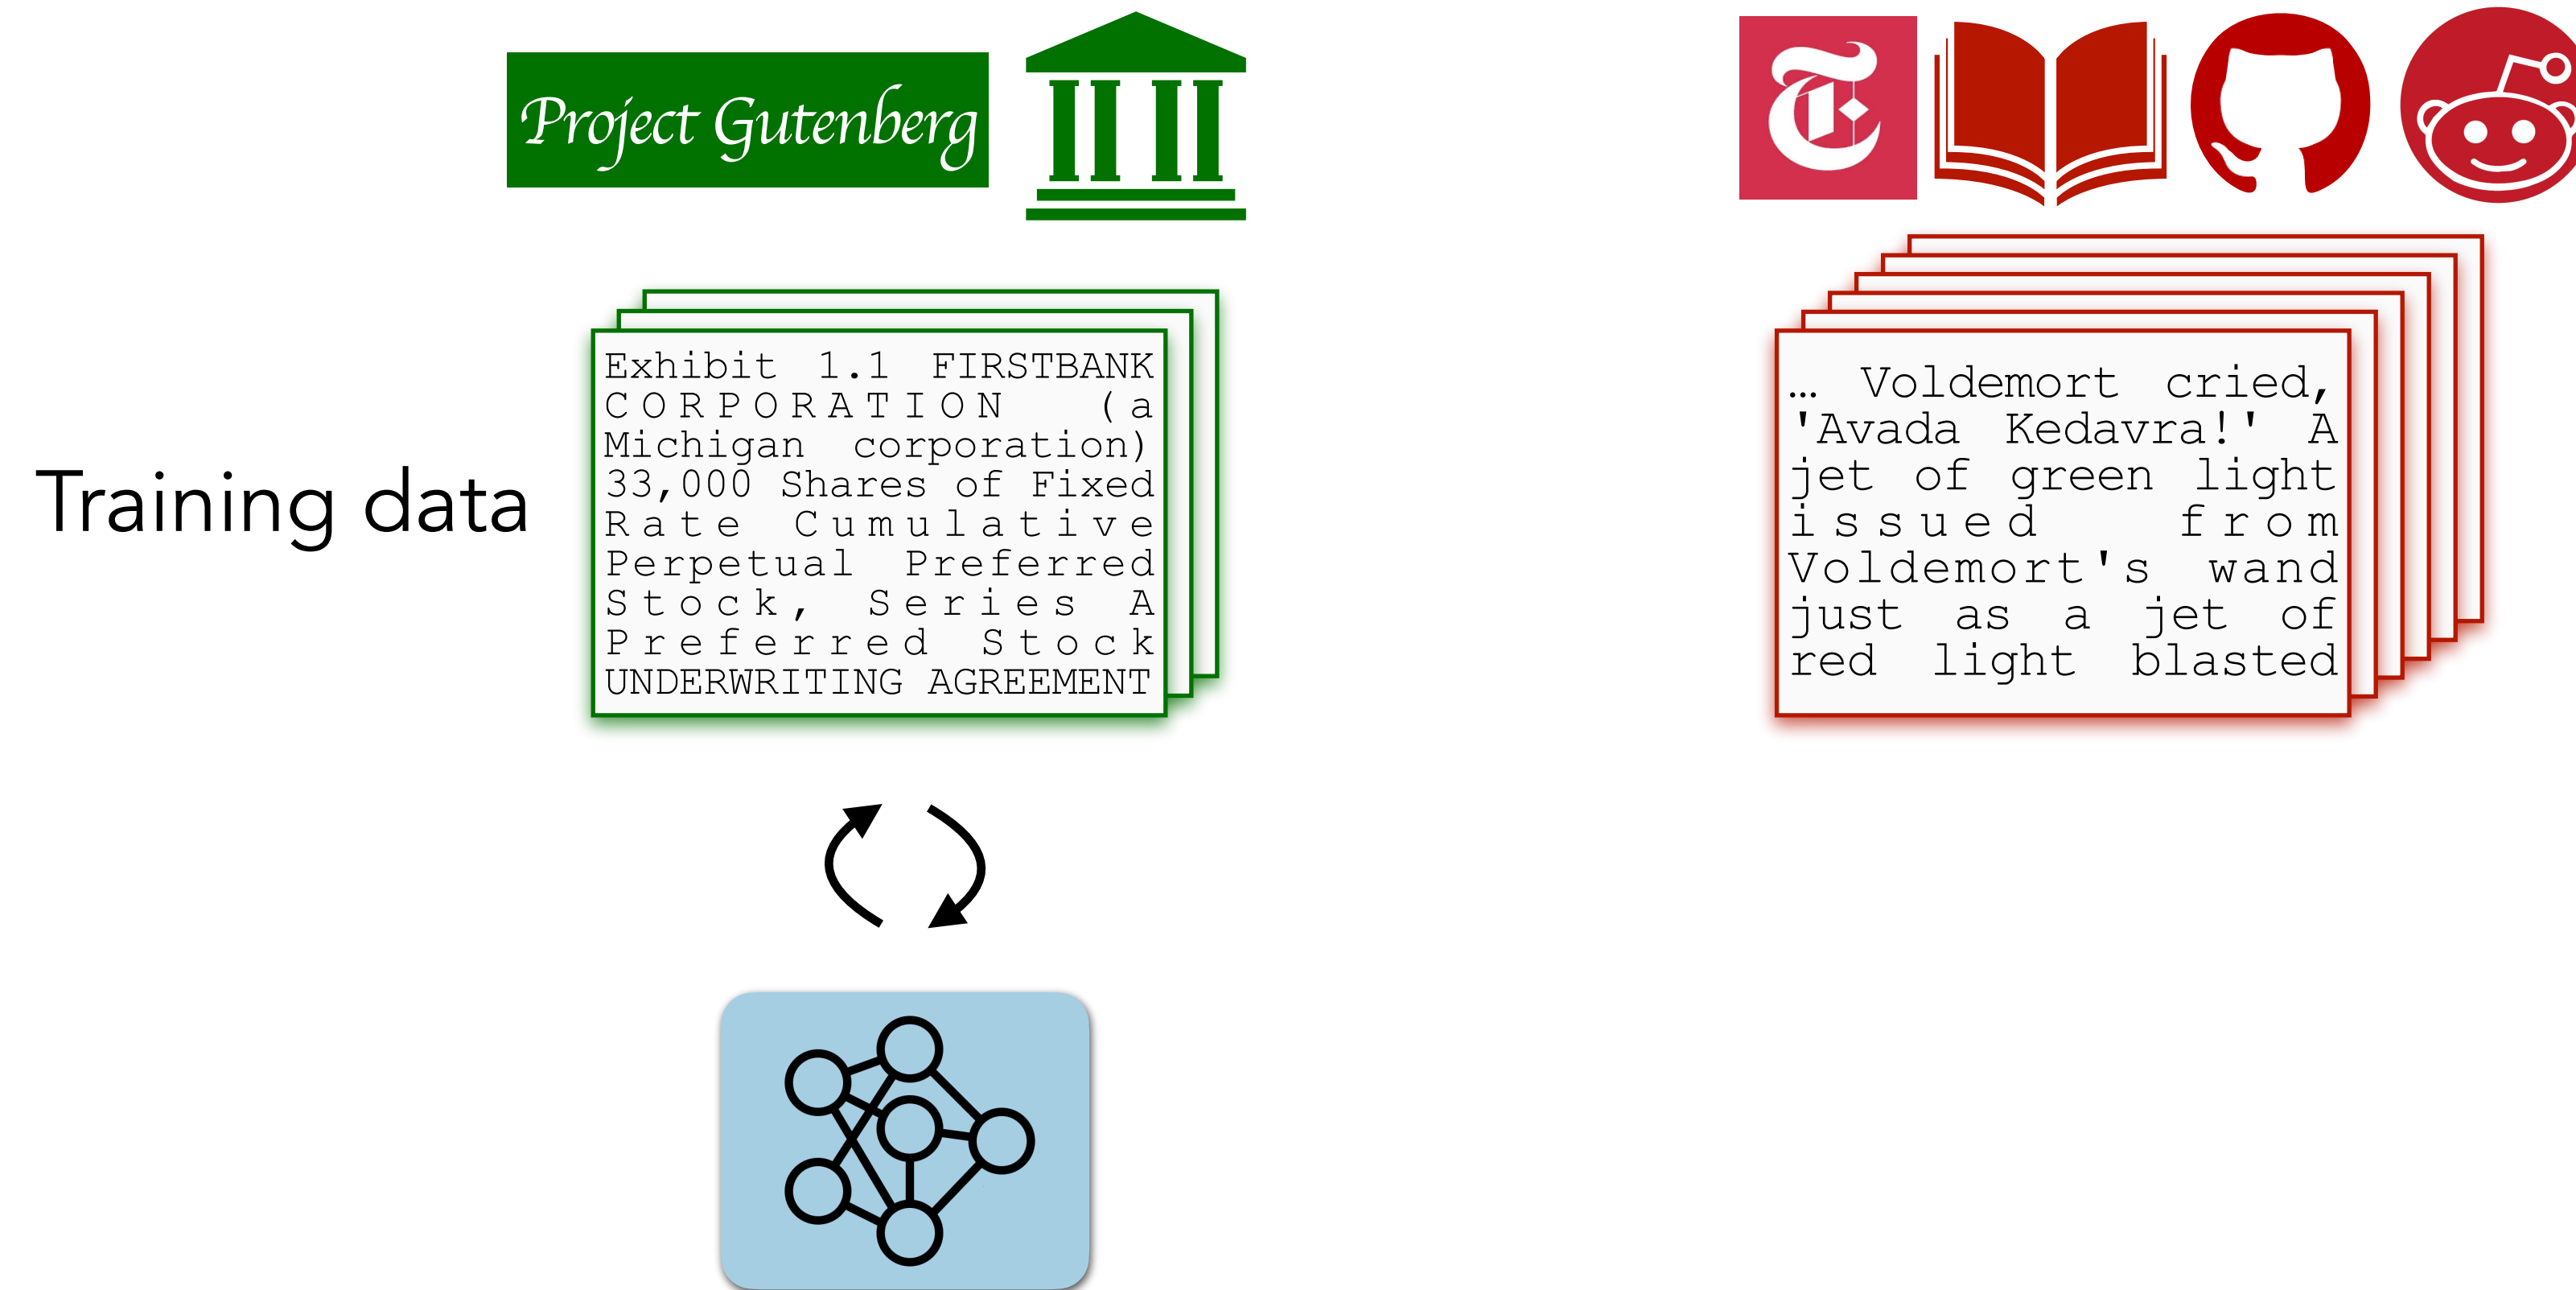 Project Gutenberg
Training data
Exhibit 1.1 FIRSTBANK
CORPORATION (a
Michigan corporation)
33,000 Shares of Fixed
Rate Cumulative
Perpetual Preferred
Stock, Series A
Preferred Stock
UNDERWRITING AGREEMENT
… Voldemort cried,
'Avada Kedavra!' A
jet of green light
issued from
Voldemort's wand
just as a jet of
red light blasted